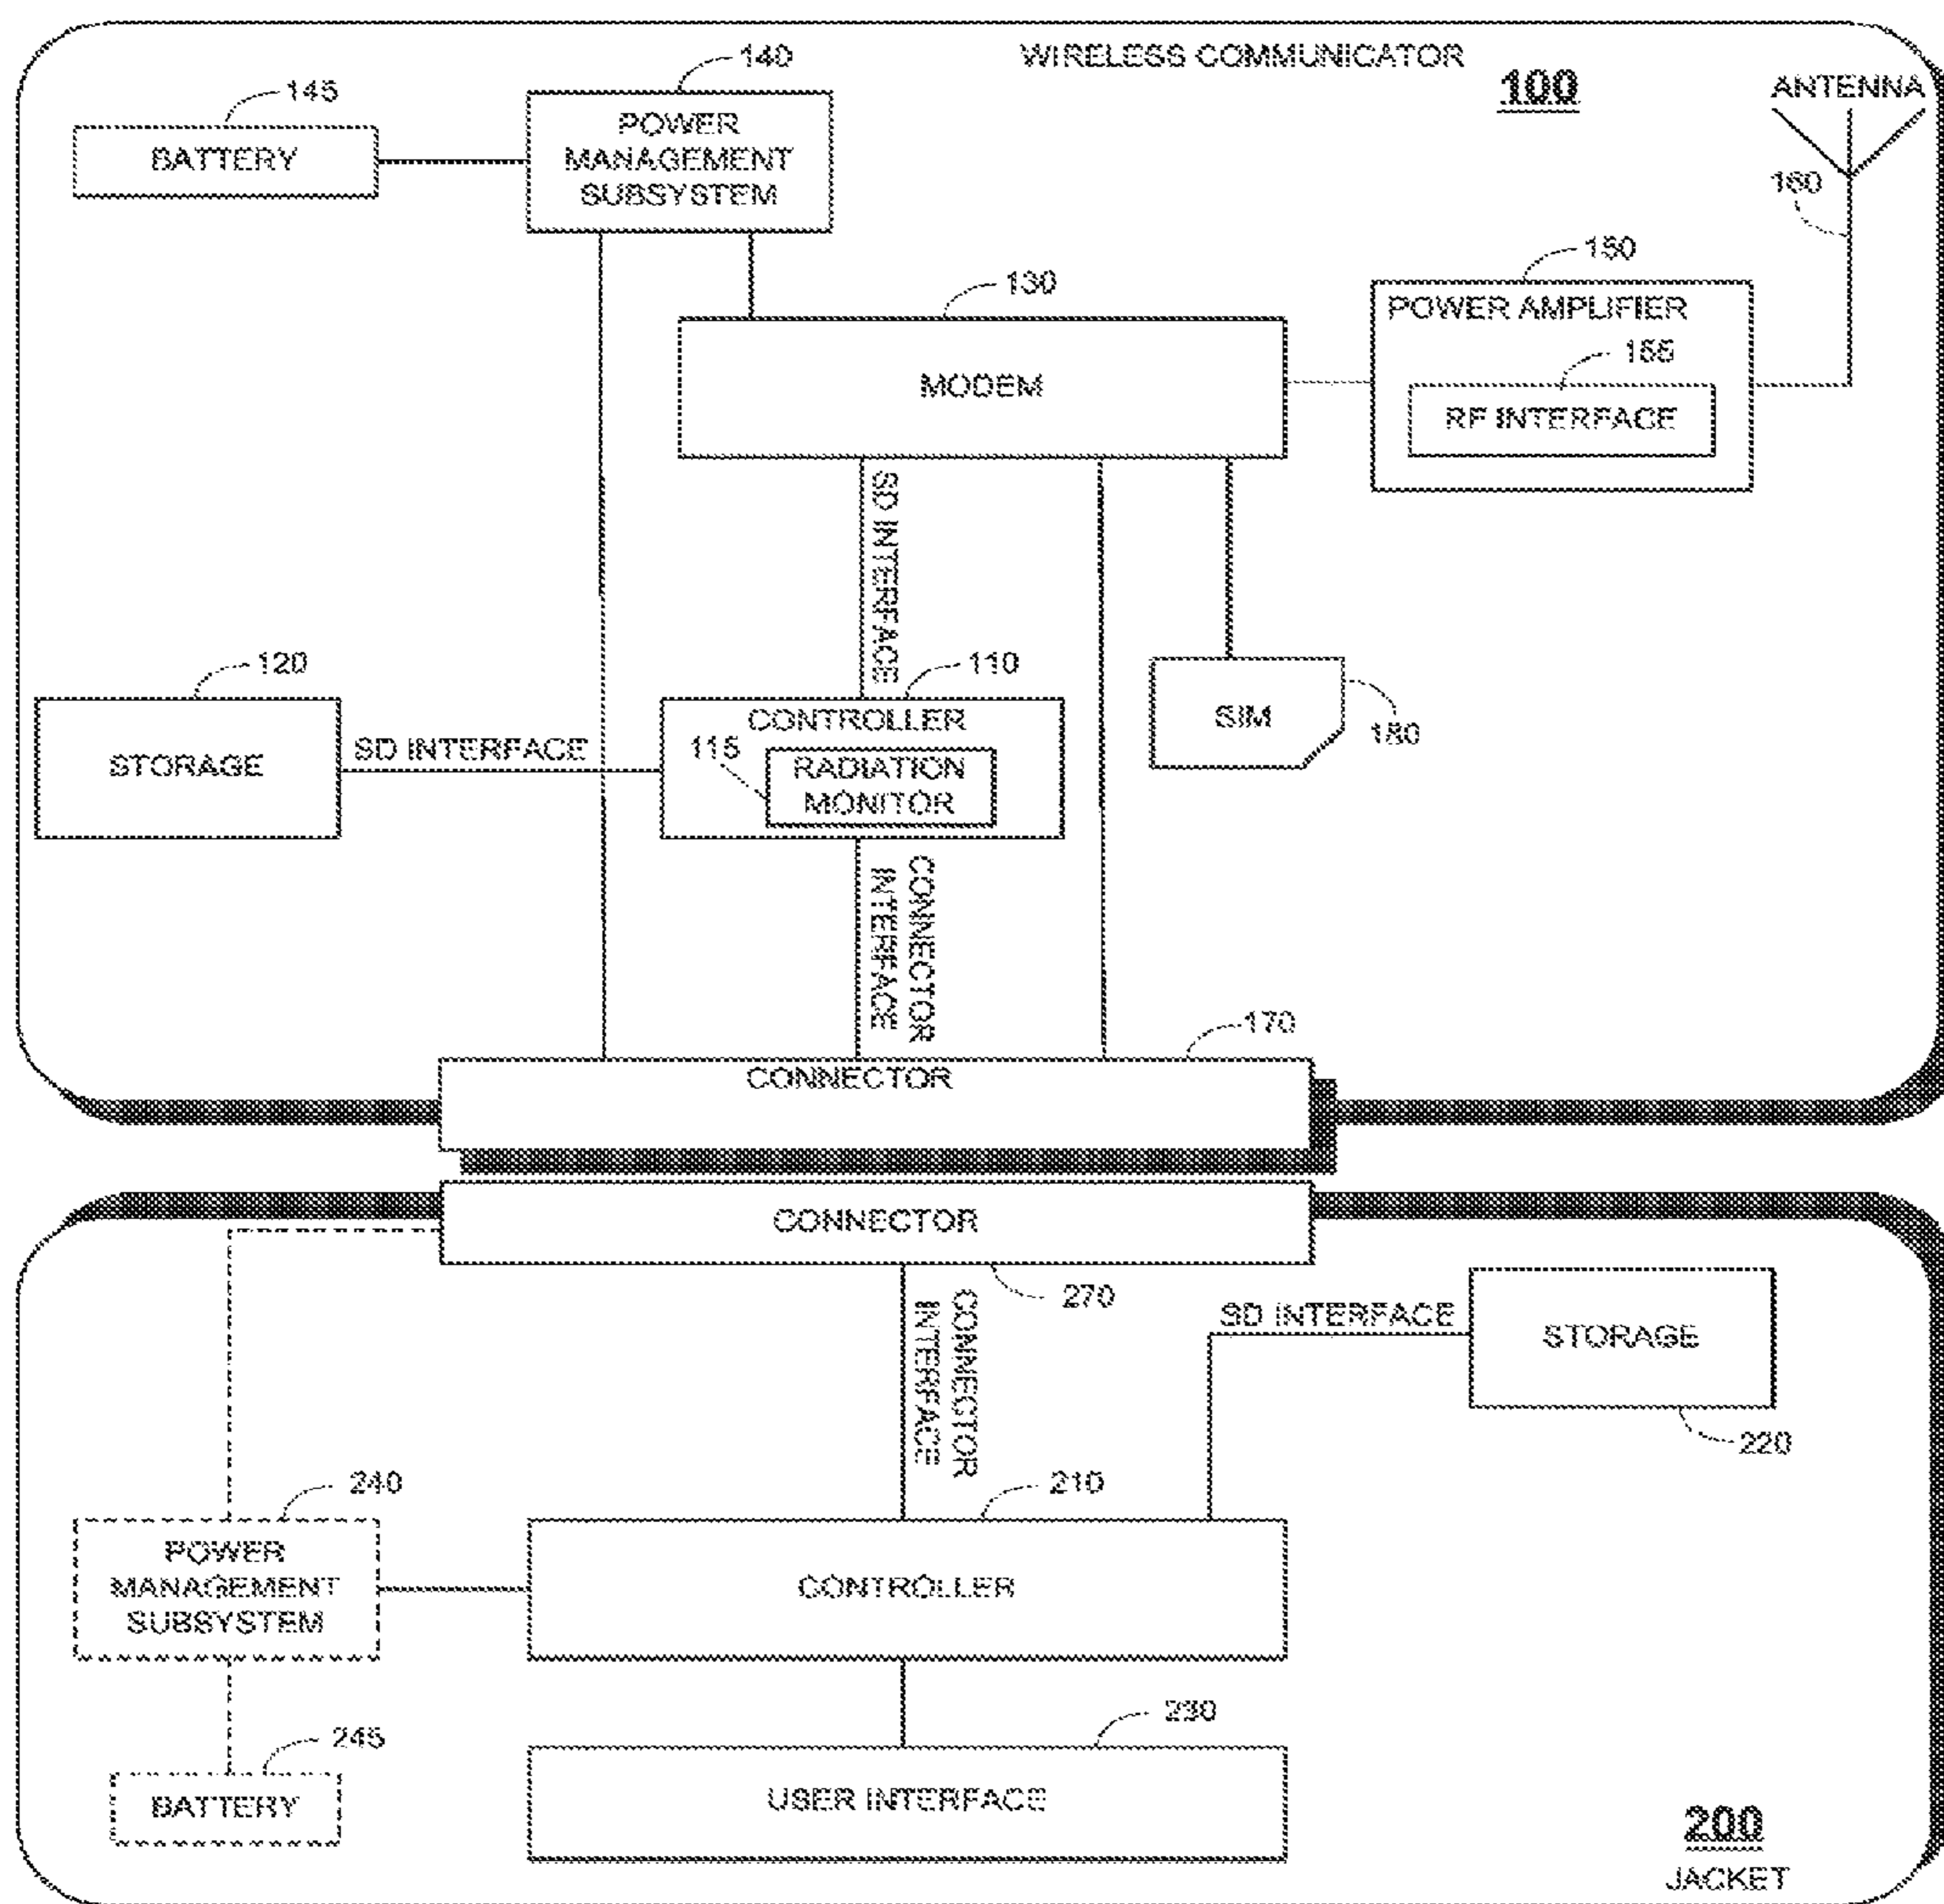 WIRELESS COMMUNICATOR
100
ANTENNA
140
145
POWER
MANAGEMENT
SUBSYSTEM
BATTERY
160
150
POWER AMPLIFIER
155
RF INTERFACE
130
MODEM
SD INTERFACE
120
STORAGE
SD INTERFACE
110
CONTROLLER
115
RADIATION
MONITOR
SIM
180
CONNECTOR
INTERFACE
170
CONNECTOR
CONNECTOR
270
CONNECTOR
INTERFACE
SD INTERFACE
STORAGE
220
240
POWER
MANAGEMENT
SUBSYSTEM
210
CONTROLLER
245
BATTERY
230
USER INTERFACE
200
JACKET